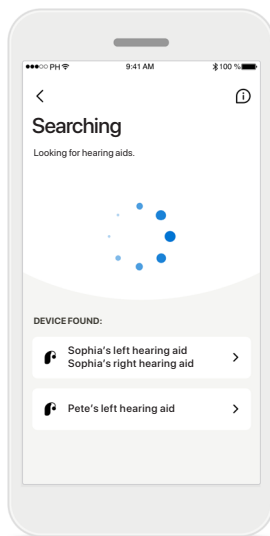 ●●●○○ PH 9:41 AM 100 %
Searching
Looking for hearing aids.
DEVICE FOUND:
Sophia's left hearing aid
Sophia's right hearing aid
Pete's left hearing aid